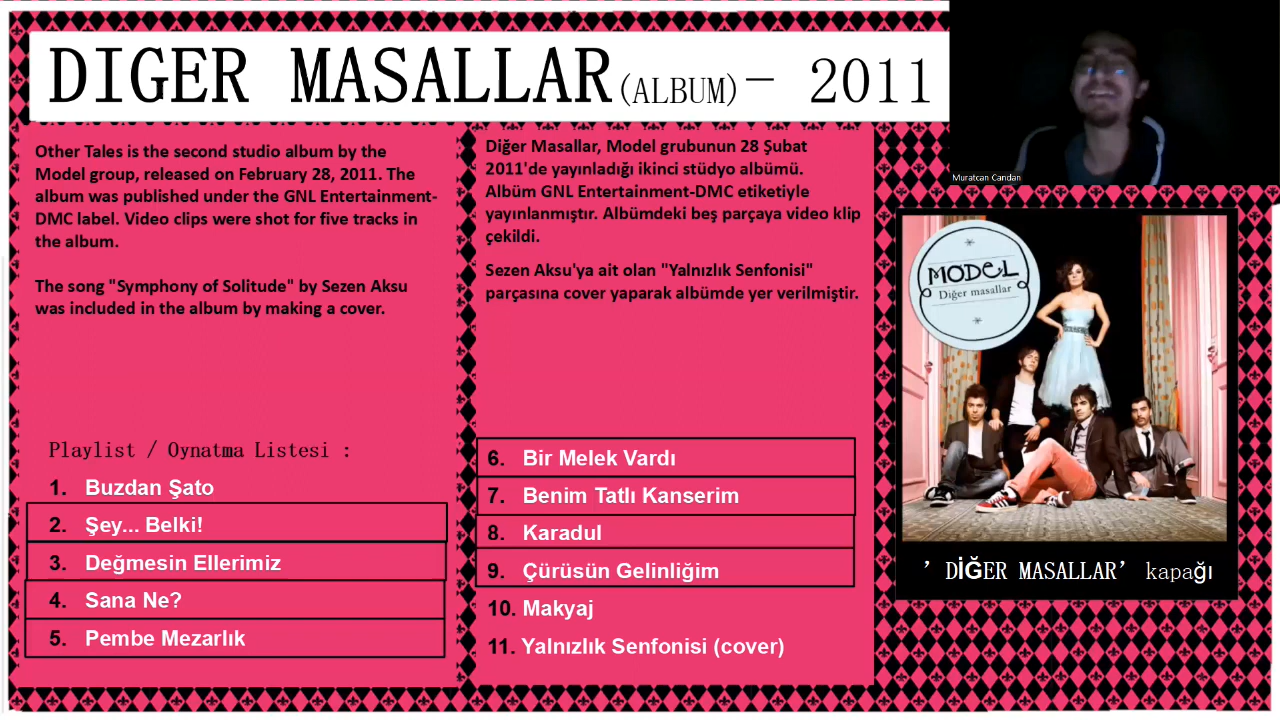 DIGER MASALLAR(ALBUM)— 2011
Muratcan Candan
Other Tales is the second studio album by the
Model group, released on February 28, 2011. The
album was published under the GNL Entertainment-
DMC label. Video clips were shot for five tracks in
the album.
The song "Symphony of Solitude" by Sezen Aksu
was included in the album by making a cover.
Diğer Masallar, Model grubunun 28 Şubat
2011'de yayınladığı ikinci stüdyo albümü.
Albüm GNL Entertainment-DMC etiketiyle
yayınlanmıştır. Albümdeki beş parçaya video klip
çekildi.
Sezen Aksu'ya ait olan "Yalnızlık Senfonisi"
parçasına cover yaparak albümde yer verilmiştir.
Playlist / Oynatma Listesi :
1. Buzdan Şato
2. Şey... Belki!
3. Değmesin Ellerimiz
4. Sana Ne?
5. Pembe Mezarlık
6. Bir Melek Vardı
7. Benim Tatlı Kanserim
8. Karadul
9. Çürüsün Gelinliğim
10. Makyaj
11. Yalnızlık Senfonisi (cover)
MODEL
Diğer masallar
’ DİĞER MASALLAR’ kapağı